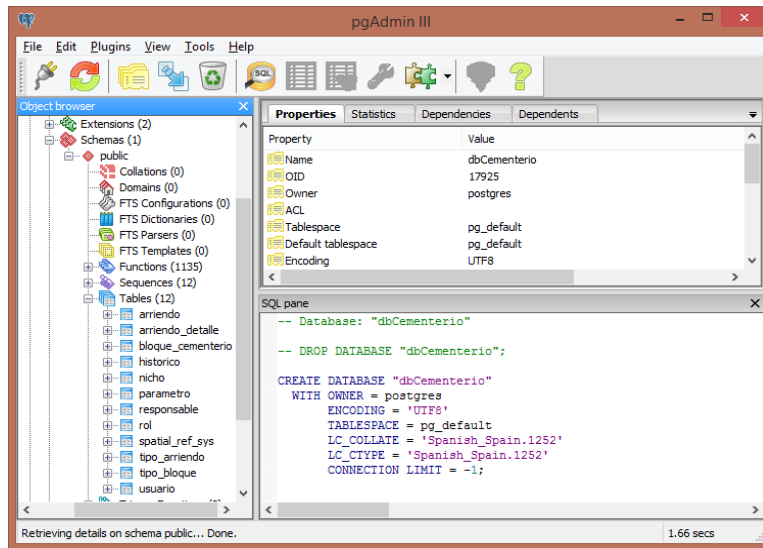 pgAdmin III
File Edit Plugins View Tools Help
SQL
Object browser
Extensions (2)
Schemas (1)
public
Collations (0)
Domains (0)
FTS Configurations (0)
FTS Dictionaries (0)
FTS Parsers (0)
FTS Templates (0)
Functions (1135)
Sequences (12)
Tables (12)
arriendo
arriendo_detalle
bloque_cementerio
historico
nicho
parametro
responsable
rol
spatial_ref_sys
tipo_arriendo
tipo_bloque
usuario
Properties Statistics Dependencies Dependents
Property Value
Name dbCementerio
OID 17925
Owner postgres
ACL
Tablespace pg_default
Default tablespace pg_default
Encoding UTF8
SQL pane
-- Database: "dbCementerio"
-- DROP DATABASE "dbCementerio";
CREATE DATABASE "dbCementerio"
WITH OWNER = postgres
ENCODING = 'UTF8'
TABLESPACE = pg_default
LC_COLLATE = 'Spanish_Spain.1252'
LC_CTYPE = 'Spanish_Spain.1252'
CONNECTION LIMIT = -1;
Retrieving details on schema public... Done. 1.66 secs